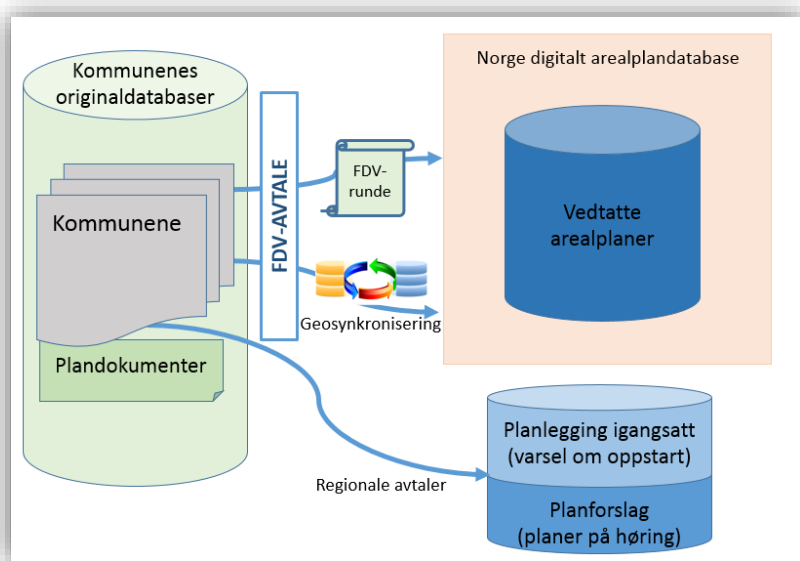 Kommunenes
originaldatabaser
Kommunene
Plandokumenter
FDV-AVTALE
FDV-
runde
Geosynkronisering
Regionale avtaler
Norge digitalt arealplandatabase
Vedtatte
arealplaner
Planlegging igangsatt
(varsel om oppstart)
Planforslag
(planer på høring)